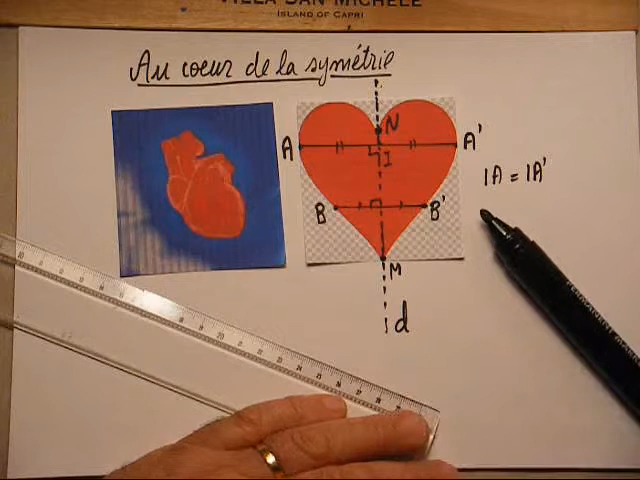 VILLA SAN MICHELE
ISLAND OF CAPRI
Au coeur de la symétrie
N
A I A'
IA = IA'
B B'
M
d